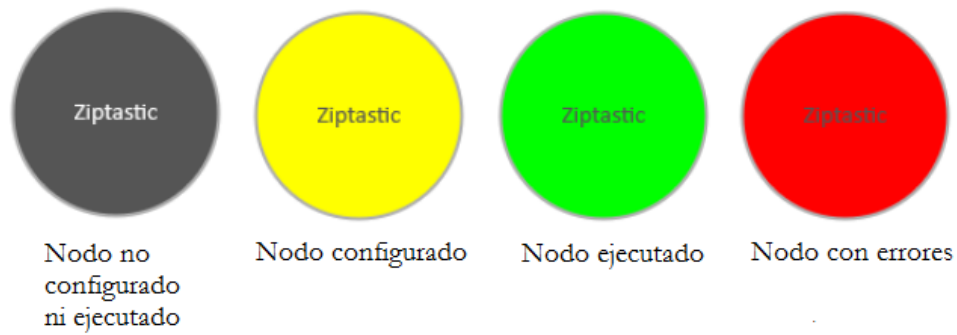 Ziptastic
Ziptastic
Ziptastic
Ziptastic
Nodo no
configurado
ni ejecutado
Nodo configurado
Nodo ejecutado
Nodo con errores